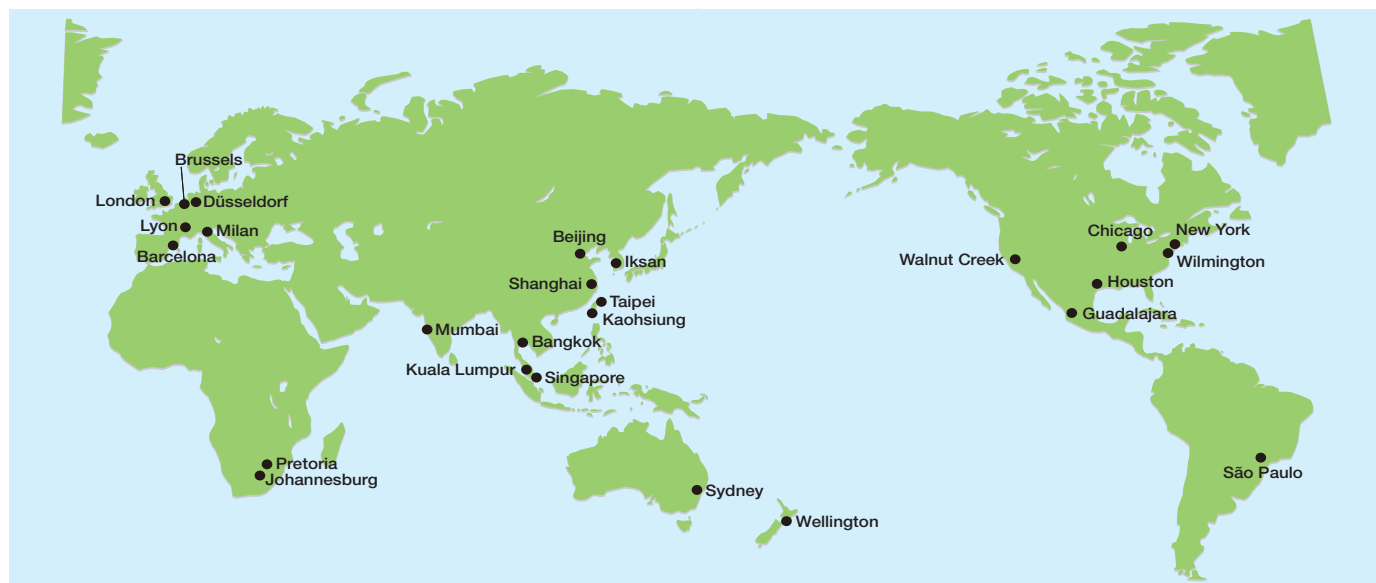 Brussels
London
Düsseldorf
Lyon
Milan
Barcelona
Beijing
Iksan
Shanghai
Taipei
Kaohsiung
Mumbai
Bangkok
Kuala Lumpur
Singapore
Pretoria
Johannesburg
Sydney
Wellington
Chicago
New York
Walnut Creek
Wilmington
Houston
Guadalajara
São Paulo